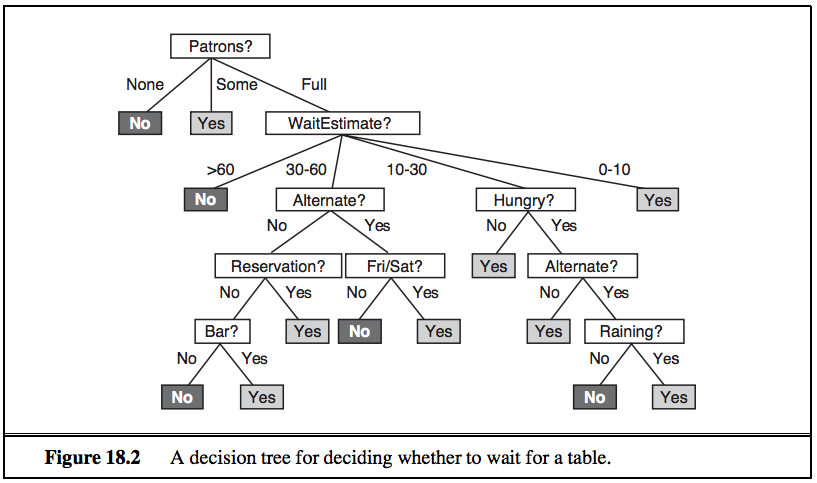 Patrons?
None Some Full
No Yes WaitEstimate?
>60 30-60 10-30 0-10
No Alternate? Hungry? Yes
No Yes No Yes
Reservation? Fri/Sat? Yes Alternate?
No Yes No Yes No Yes
Bar? Yes No Yes Yes Raining?
No Yes No Yes
No Yes No Yes
Figure 18.2 A decision tree for deciding whether to wait for a table.